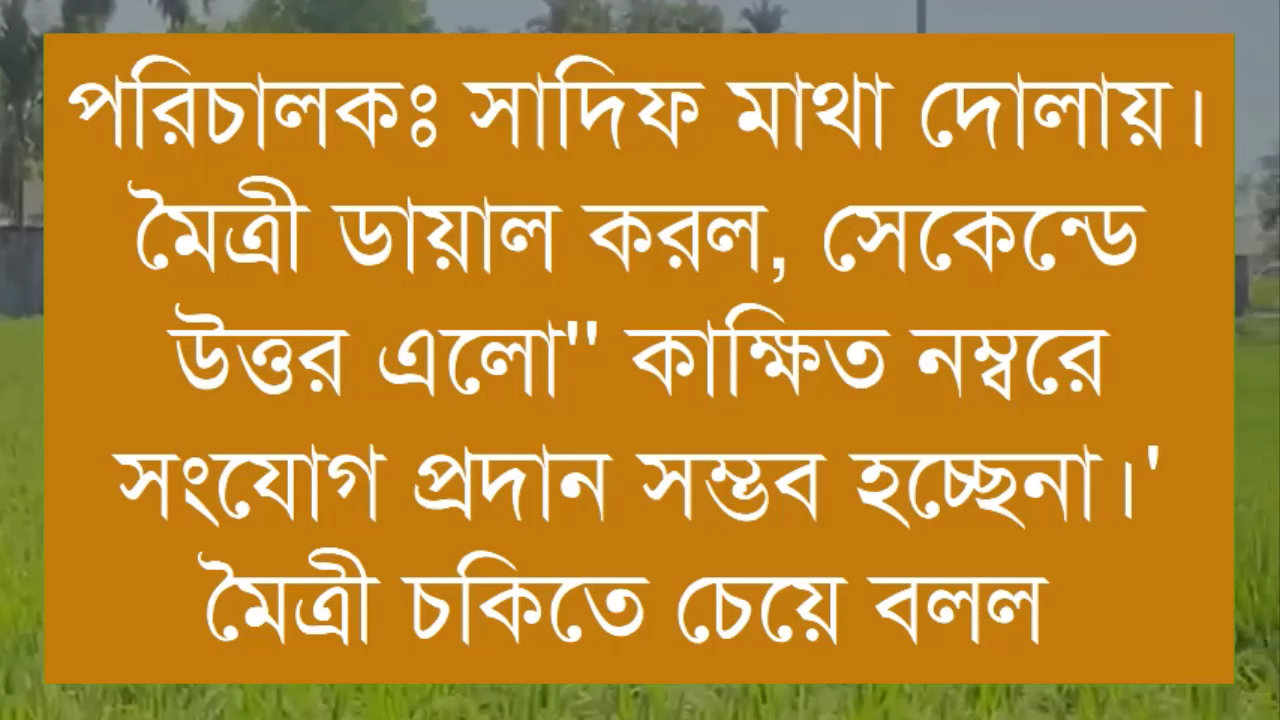 পরিচালকঃ সাদিফ মাথা দোলায়।
মৈত্রী ডায়াল করল, সেকেন্ডে
উত্তর এলো" কাক্ষিত নম্বরে
সংযোগ প্রদান সম্ভব হচ্ছেনা।'
মৈত্রী চকিতে চেয়ে বলল